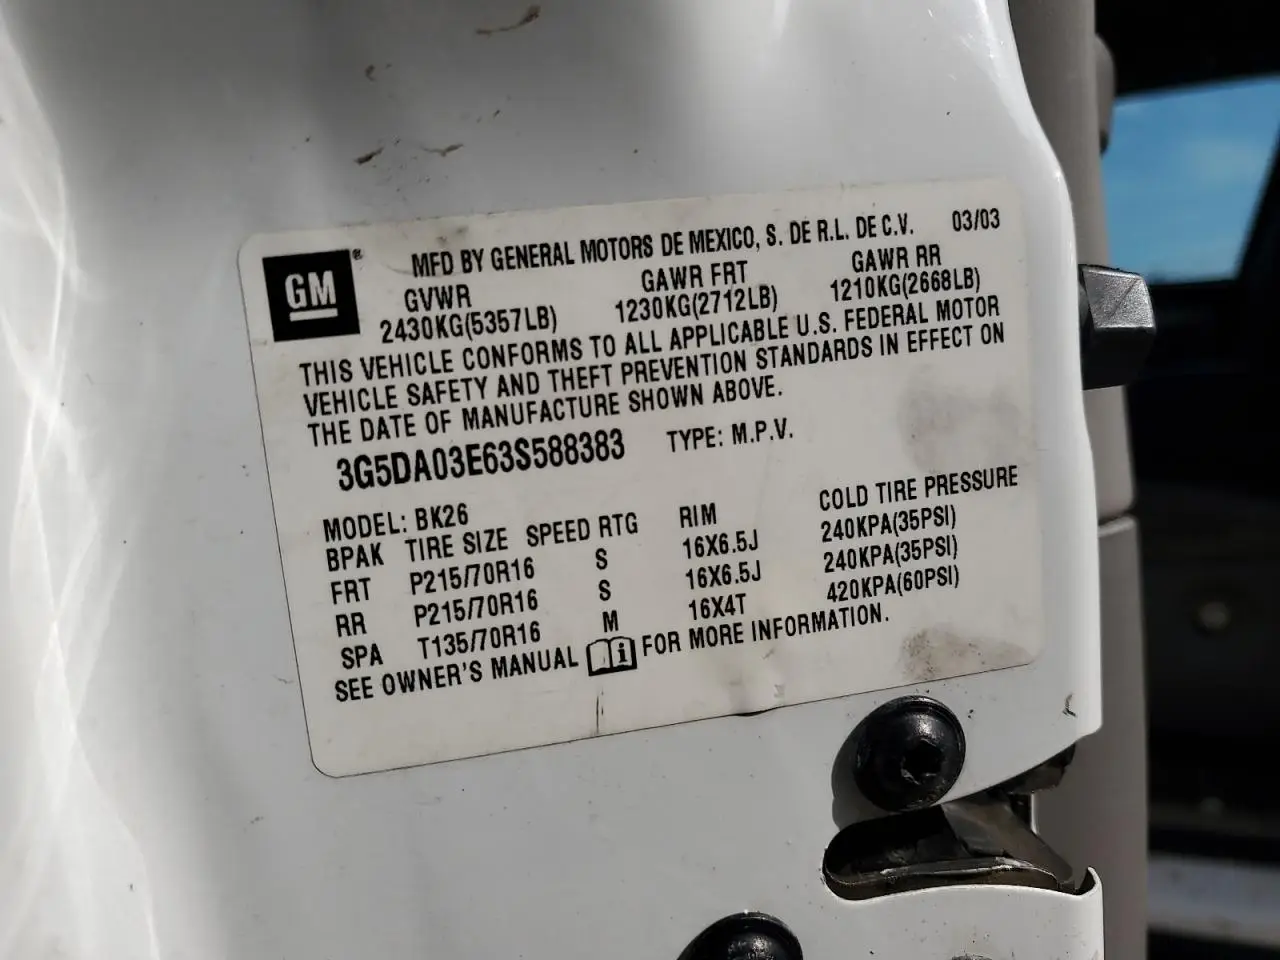 GM®
MFD BY GENERAL MOTORS DE MEXICO, S. DE R.L. DE C.V. 03/03
GVWR GAWR FRT GAWR RR
2430KG(5357LB) 1230KG(2712LB) 1210KG(2668LB)
THIS VEHICLE CONFORMS TO ALL APPLICABLE U.S. FEDERAL MOTOR
VEHICLE SAFETY AND THEFT PREVENTION STANDARDS IN EFFECT ON
THE DATE OF MANUFACTURE SHOWN ABOVE.
3G5DA03E63S588383 TYPE: M.P.V.
MODEL: BK26
BPAK TIRE SIZE SPEED RTG RIM COLD TIRE PRESSURE
FRT P215/70R16 S 16X6.5J 240KPA(35PSI)
RR P215/70R16 S 16X6.5J 240KPA(35PSI)
SPA T135/70R16 M 16X4T 420KPA(60PSI)
SEE OWNER'S MANUAL i FOR MORE INFORMATION.